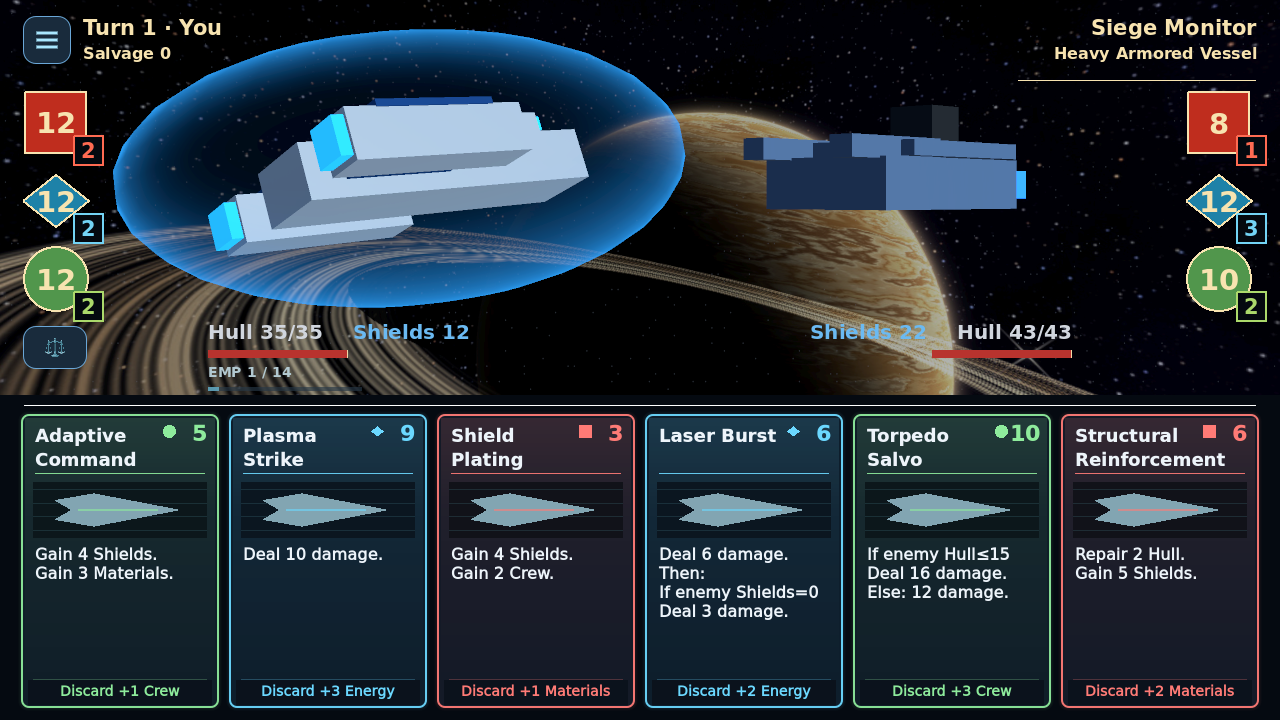 Turn 1 · You
Salvage 0
Siege Monitor
Heavy Armored Vessel
12
2
12
2
12
2
8
1
12
3
10
2
Hull 35/35
Shields 12
EMP 1 / 14
Shields 22
Hull 43/43
Adaptive
Command
5
Gain 4 Shields.
Gain 3 Materials.
Discard +1 Crew
Plasma
Strike
9
Deal 10 damage.
Discard +3 Energy
Shield
Plating
3
Gain 4 Shields.
Gain 2 Crew.
Discard +1 Materials
Laser Burst
6
Deal 6 damage.
Then:
If enemy Shields=0
Deal 3 damage.
Discard +2 Energy
Torpedo
Salvo
10
If enemy Hull≤15
Deal 16 damage.
Else: 12 damage.
Discard +3 Crew
Structural
Reinforcement
6
Repair 2 Hull.
Gain 5 Shields.
Discard +2 Materials